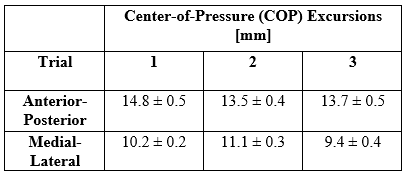 Center-of-Pressure (COP) Excursions
[mm]
Trial 1 2 3
Anterior-
Posterior 14.8 ± 0.5 13.5 ± 0.4 13.7 ± 0.5
Medial-
Lateral 10.2 ± 0.2 11.1 ± 0.3 9.4 ± 0.4